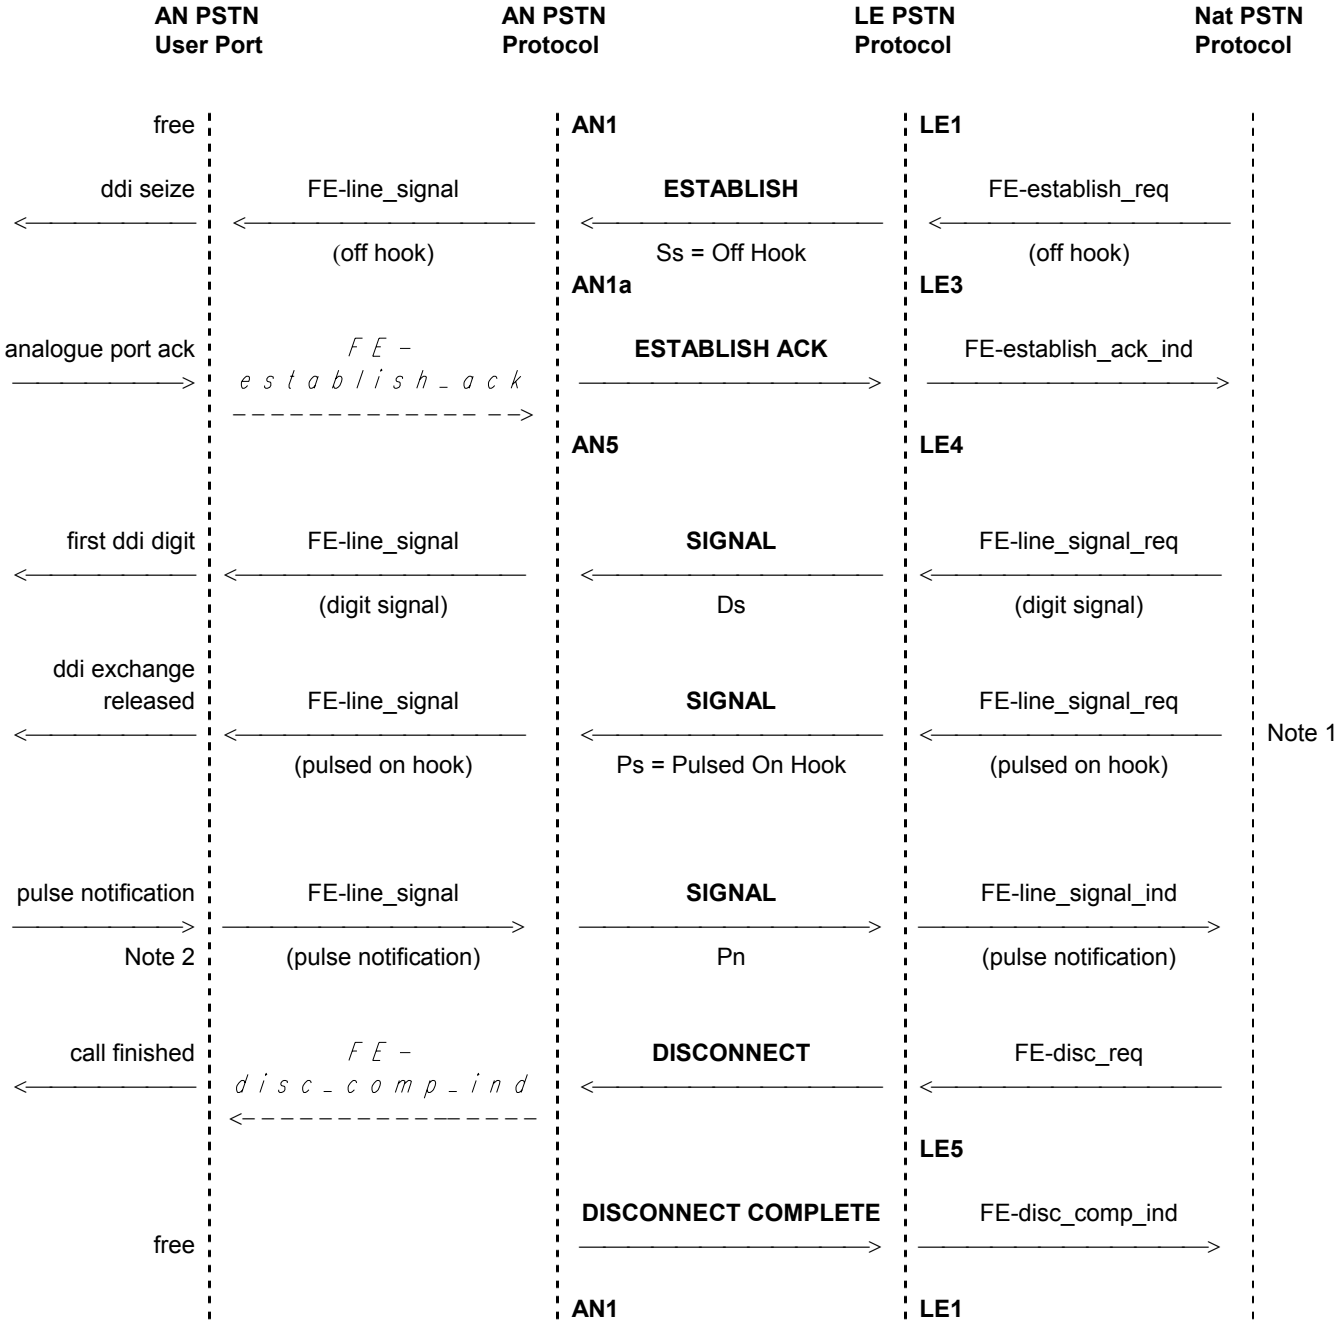 AN PSTN User Port
AN PSTN Protocol
LE PSTN Protocol
Nat PSTN Protocol
free
AN1
LE1
ddi seize
FE-line_signal
ESTABLISH
FE-establish_req
(off hook)
Ss = Off Hook
(off hook)
AN1a
LE3
analogue port ack
FE-establish_ack
ESTABLISH ACK
FE-establish_ack_ind
AN5
LE4
first ddi digit
FE-line_signal
SIGNAL
FE-line_signal_req
(digit signal)
Ds
(digit signal)
ddi exchange released
FE-line_signal
SIGNAL
FE-line_signal_req
Note 1
(pulsed on hook)
Ps = Pulsed On Hook
(pulsed on hook)
pulse notification
FE-line_signal
SIGNAL
FE-line_signal_ind
Note 2
(pulse notification)
Pn
(pulse notification)
call finished
FE-disc_comp_ind
DISCONNECT
FE-disc_req
LE5
DISCONNECT COMPLETE
FE-disc_comp_ind
free
AN1
LE1